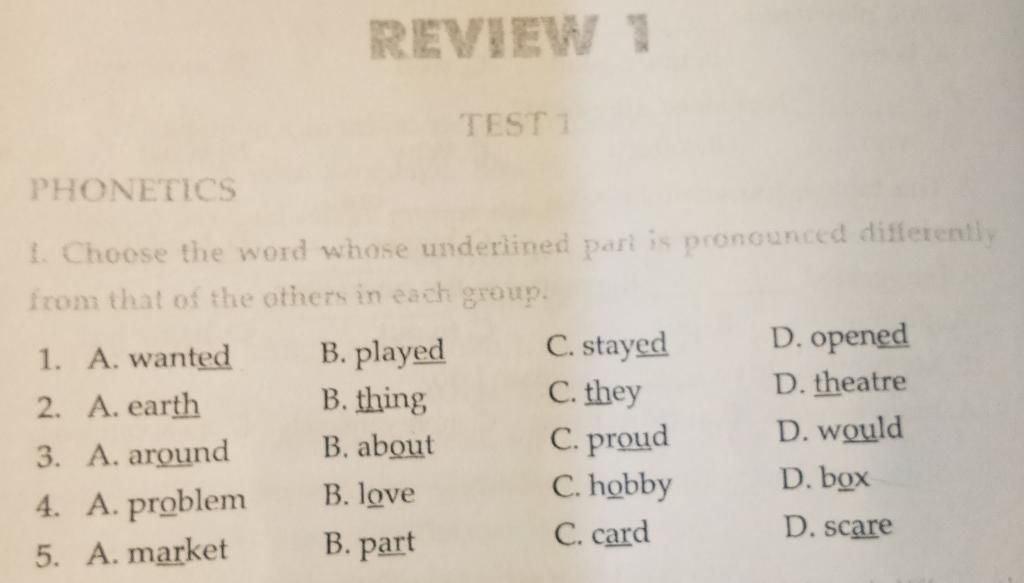 REVIEW 1
TEST 1
PHONETICS
I. Choose the word whose underlined part is pronounced differently
from that of the others in each group.
1. A. wanted B. played C. stayed D. opened
2. A. earth B. thing C. they D. theatre
3. A. around B. about C. proud D. would
4. A. problem B. love C. hobby D. box
5. A. market B. part C. card D. scare